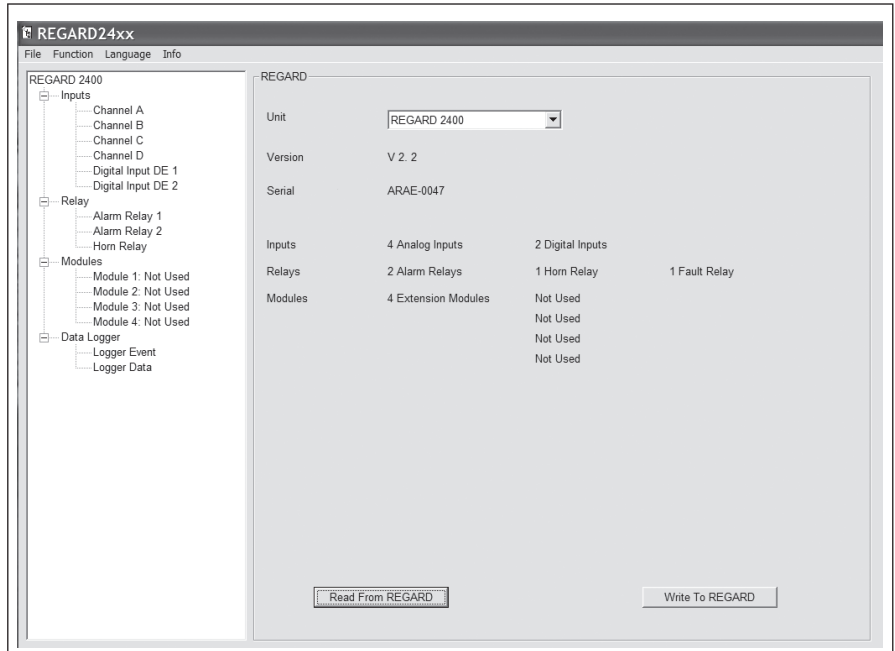 REGARD24xx
File Function Language Info
REGARD 2400
Inputs
Channel A
Channel B
Channel C
Channel D
Digital Input DE 1
Digital Input DE 2
Relay
Alarm Relay 1
Alarm Relay 2
Horn Relay
Modules
Module 1: Not Used
Module 2: Not Used
Module 3: Not Used
Module 4: Not Used
Data Logger
Logger Event
Logger Data
REGARD
Unit REGARD 2400
Version V 2. 2
Serial ARAE-0047
Inputs 4 Analog Inputs 2 Digital Inputs
Relays 2 Alarm Relays 1 Horn Relay 1 Fault Relay
Modules 4 Extension Modules Not Used
Not Used
Not Used
Not Used
Read From REGARD Write To REGARD